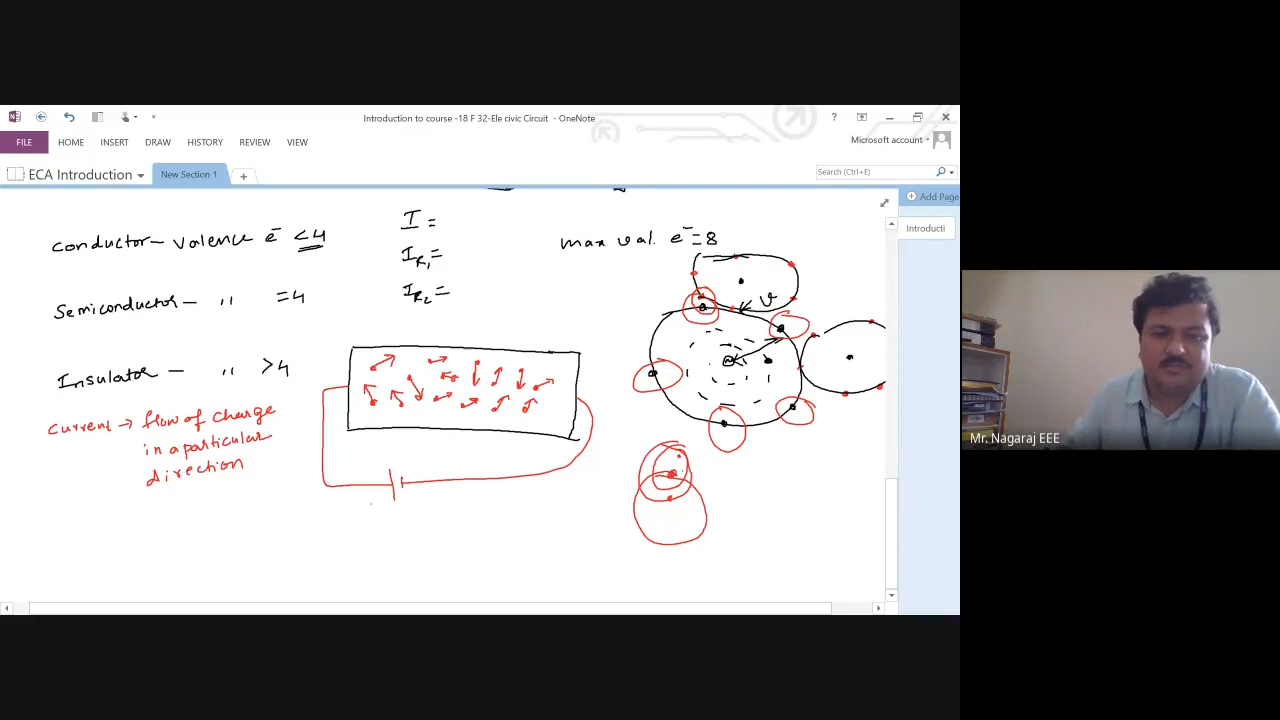 Introduction to course -18 F 32-Ele civic Circuit - OneNote
?
Microsoft account
FILE HOME INSERT DRAW HISTORY REVIEW VIEW
ECA Introduction
New Section 1
Search (Ctrl+E)
Add Page
Introducti
I =
conductor - valence e- <4
max val. e- = 8
IR1 =
Semiconductor - ,, =4
IR2 =
v
Insulator - ,, >4
current → flow of charge
in a particular
direction
Mr. Nagaraj EEE